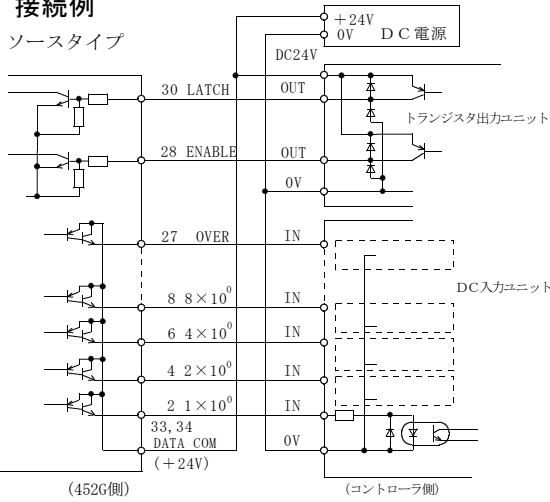 接続例
ソースタイプ
+24V
0V DC電源
DC24V
30 LATCH OUT
トランジスタ出力ユニット
28 ENABLE OUT
0V
27 OVER IN
DC入力ユニット
8 8×10⁰ IN
6 4×10⁰ IN
4 2×10⁰ IN
2 1×10⁰ IN
33,34
DATA COM 0V
(+24V)
(452G側) (コントローラ側)